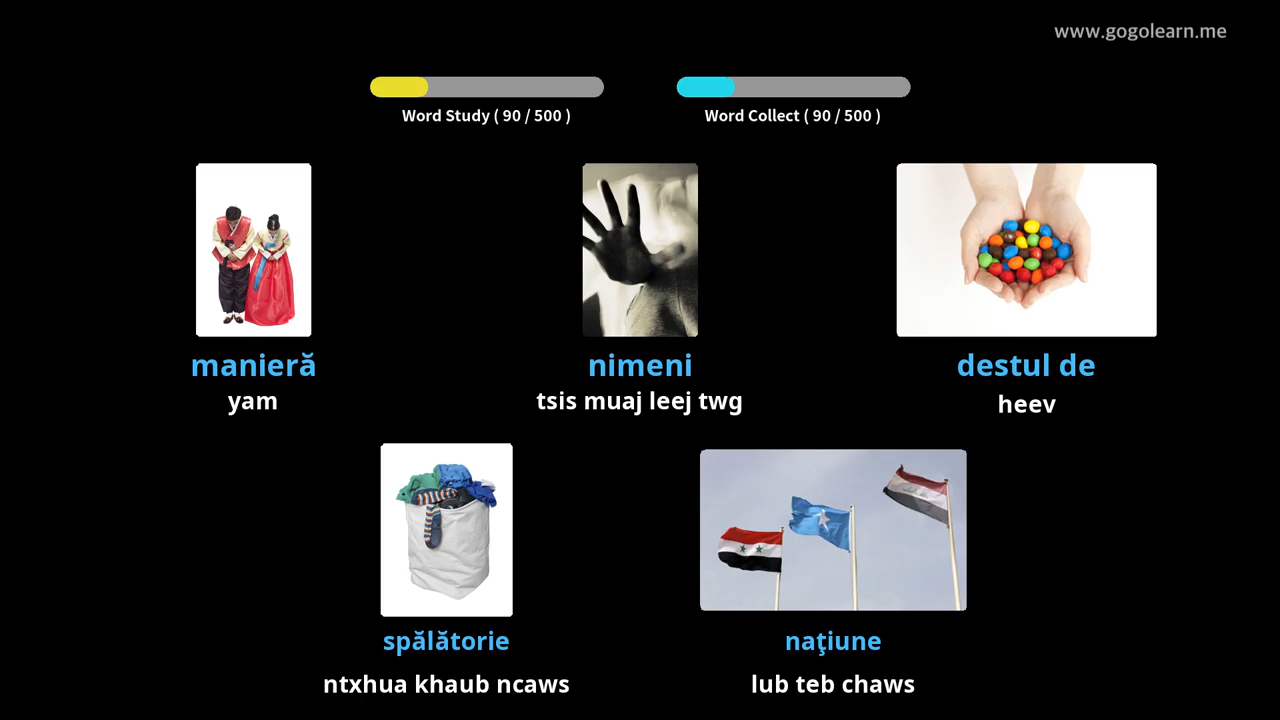 www.gogolearn.me
Word Study ( 90 / 500 )
Word Collect ( 90 / 500 )
manieră
yam
nimeni
tsis muaj leej twg
destul de
heev
spălătorie
ntxhua khaub ncaws
naţiune
lub teb chaws